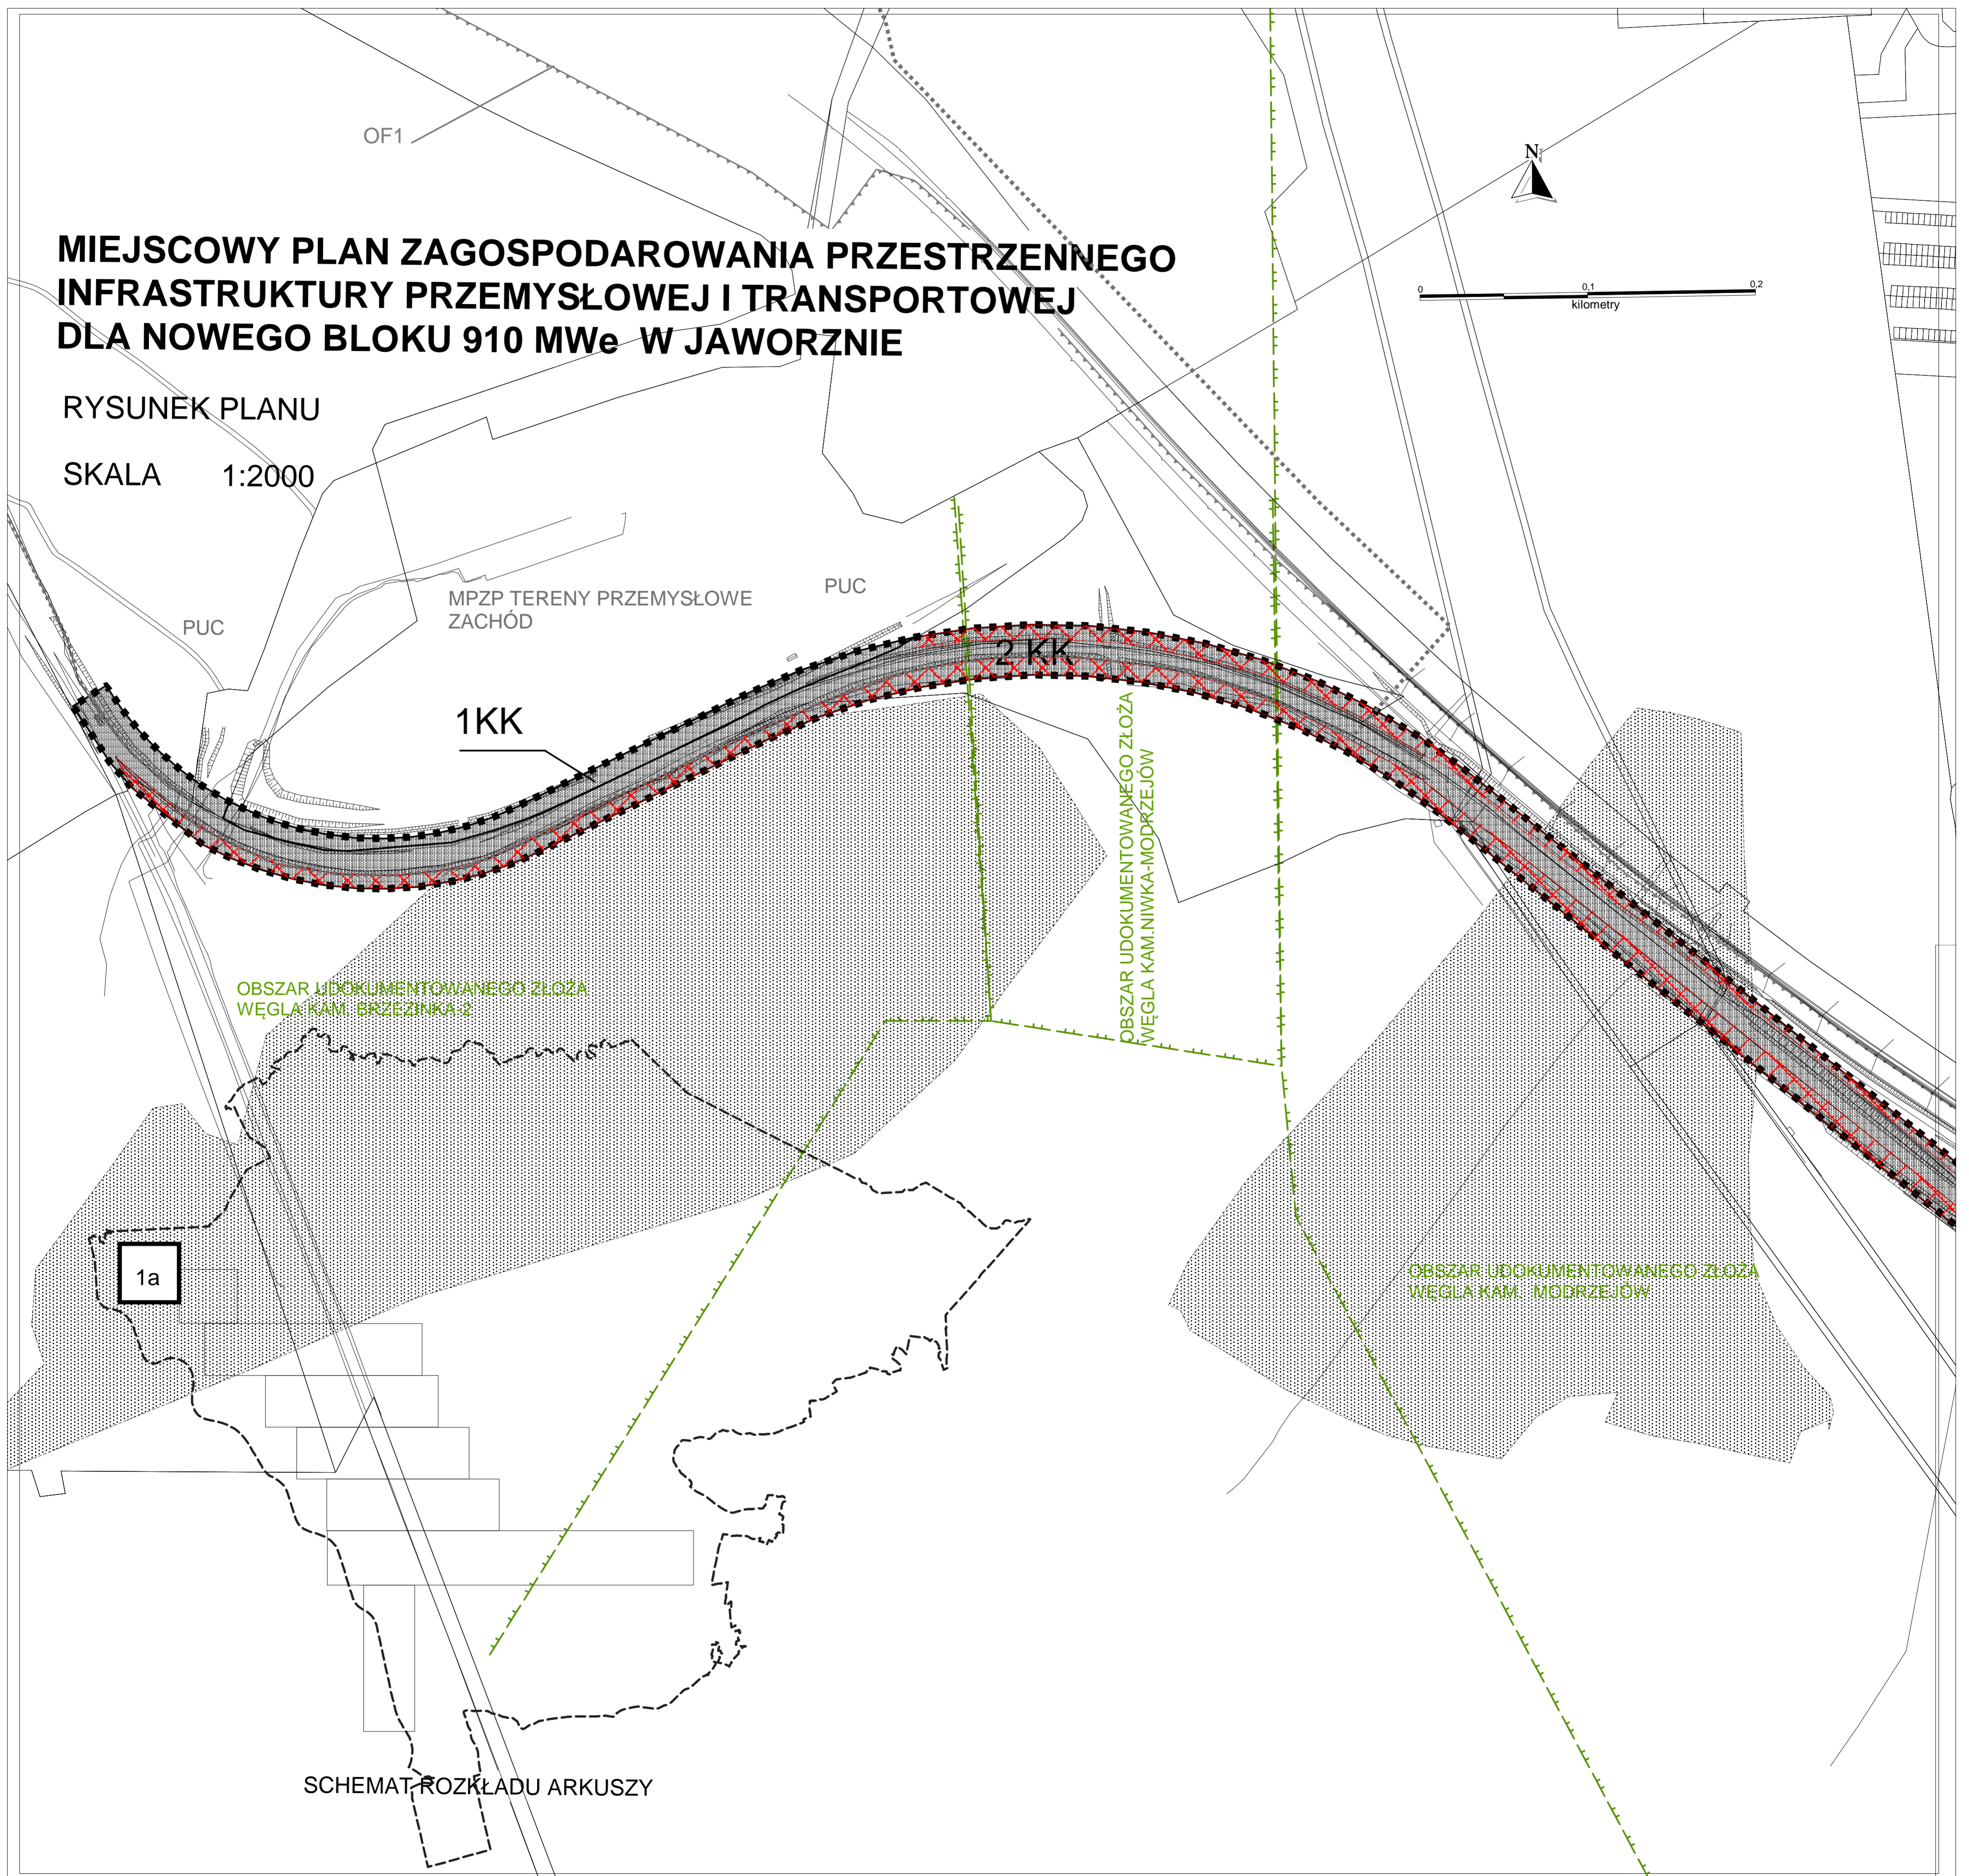 OF1
N
MIEJSCOWY PLAN ZAGOSPODAROWANIA PRZESTRZENNEGO
INFRASTRUKTURY PRZEMYSŁOWEJ I TRANSPORTOWEJ
DLA NOWEGO BLOKU 910 MWe W JAWORZNIE
0 0,1 0,2
kilometry
RYSUNEK PLANU
SKALA 1:2000
PUC
MPZP TERENY PRZEMYSŁOWE
ZACHÓD
PUC
2 KK
1KK
OBSZAR UDOKUMENTOWANEGO ZŁOŻA
WĘGLA KAM.NIWKA-MODRZEJÓW
OBSZAR UDOKUMENTOWANEGO ZŁOŻA
WĘGLA KAM. BRZEZINKA-2
1a
OBSZAR UDOKUMENTOWANEGO ZŁOŻA
WĘGLA KAM. MODRZEJÓW
SCHEMAT ROZKŁADU ARKUSZY